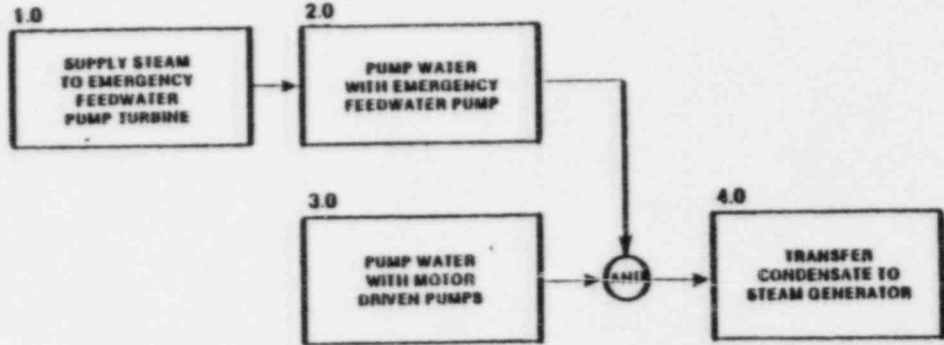 1.0
SUPPLY STEAM
TO EMERGENCY
FEEDWATER
PUMP TURBINE
2.0
PUMP WATER
WITH EMERGENCY
FEEDWATER PUMP
3.0
PUMP WATER
WITH MOTOR
DRIVEN PUMPS
AND
4.0
TRANSFER
CONDENSATE TO
STEAM GENERATOR